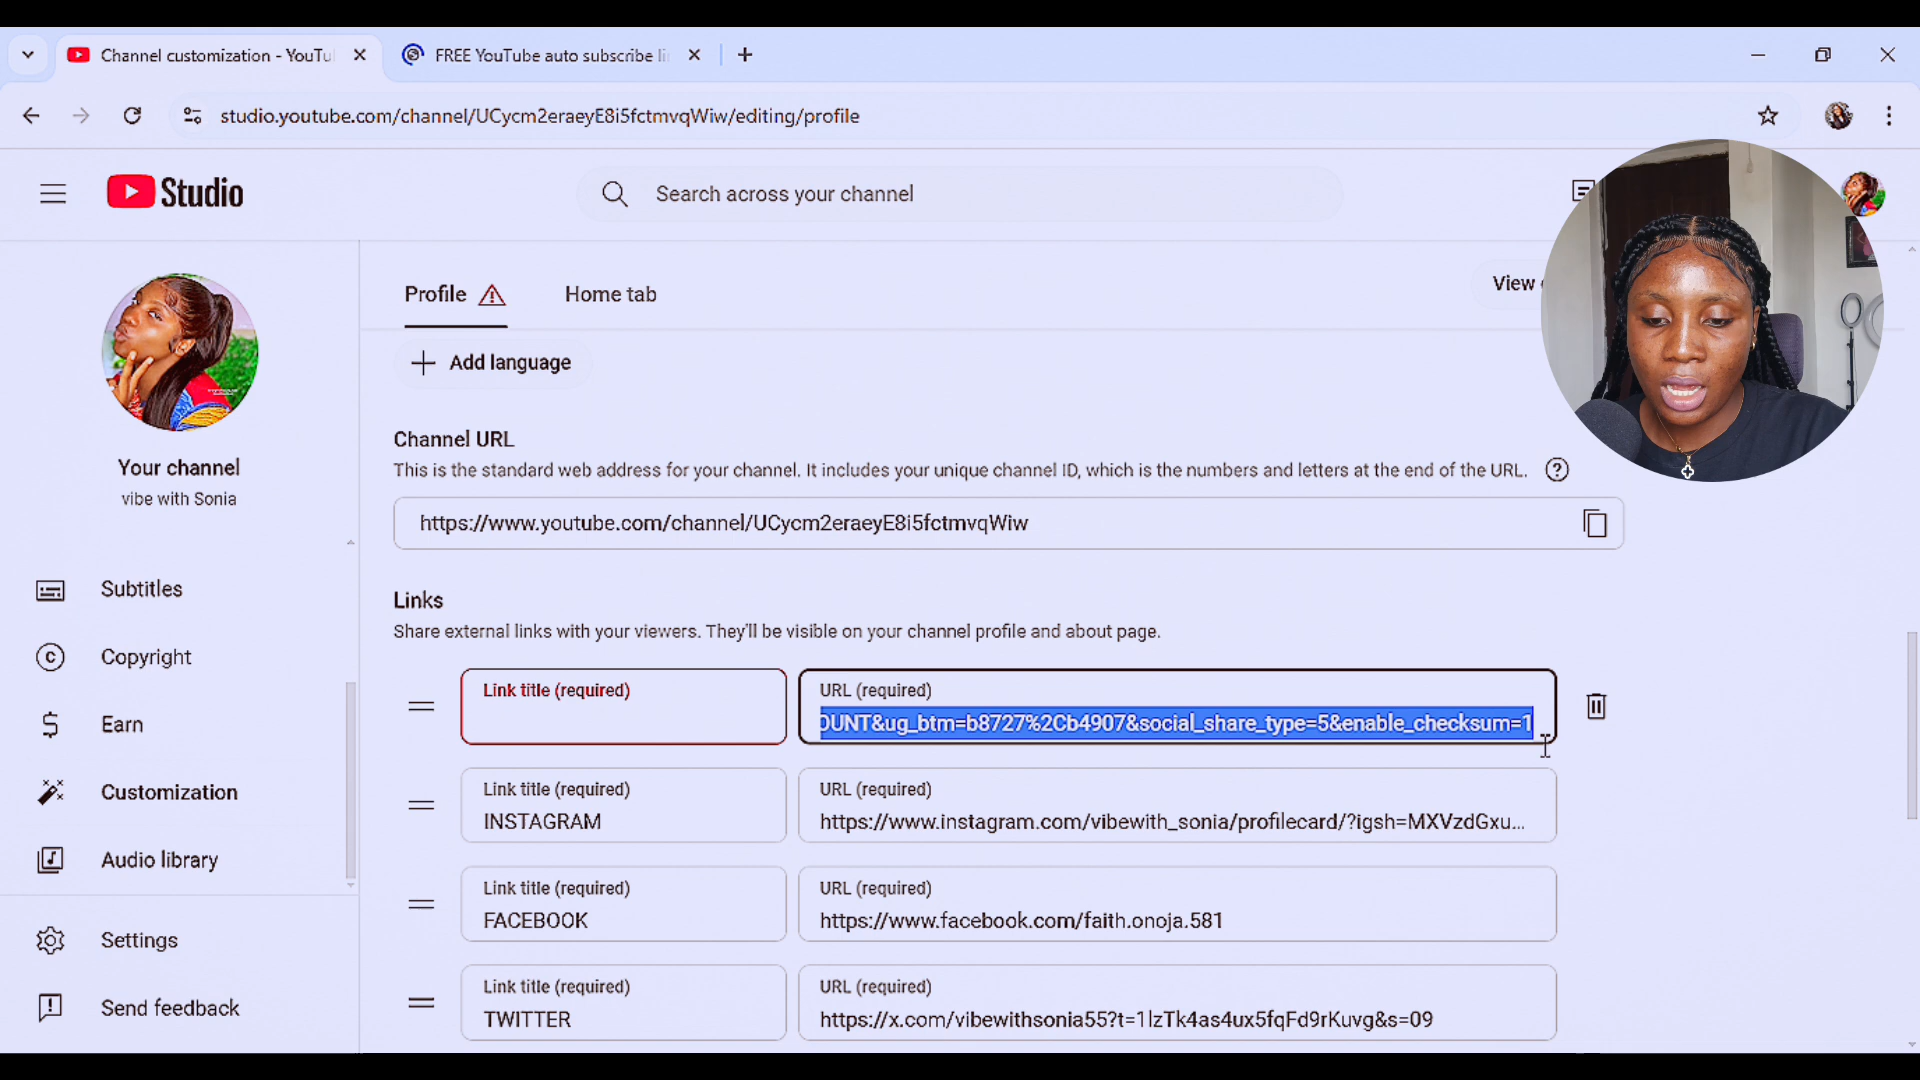 Channel customization - YouTu
FREE YouTube auto subscribe li
studio.youtube.com/channel/UCycm2eraeyE8i5fctmvqWiw/editing/profile
Studio
Search across your channel
Profile
Home tab
View
Add language
Your channel
vibe with Sonia
Channel URL
This is the standard web address for your channel. It includes your unique channel ID, which is the numbers and letters at the end of the URL.
https://www.youtube.com/channel/UCycm2eraeyE8i5fctmvqWiw
Subtitles
Copyright
Earn
Customization
Audio library
Settings
Send feedback
Links
Share external links with your viewers. They'll be visible on your channel profile and about page.
Link title (required)
URL (required)
OUNT&ug_btm=b8727%2Cb4907&social_share_type=5&enable_checksum=1
Link title (required)
URL (required)
INSTAGRAM
https://www.instagram.com/vibewith_sonia/profilecard/?igsh=MXVzdGxu...
Link title (required)
URL (required)
FACEBOOK
https://www.facebook.com/faith.onoja.581
Link title (required)
URL (required)
TWITTER
https://x.com/vibewithsonia55?t=1lzTk4as4ux5fqFd9rKuvg&s=09